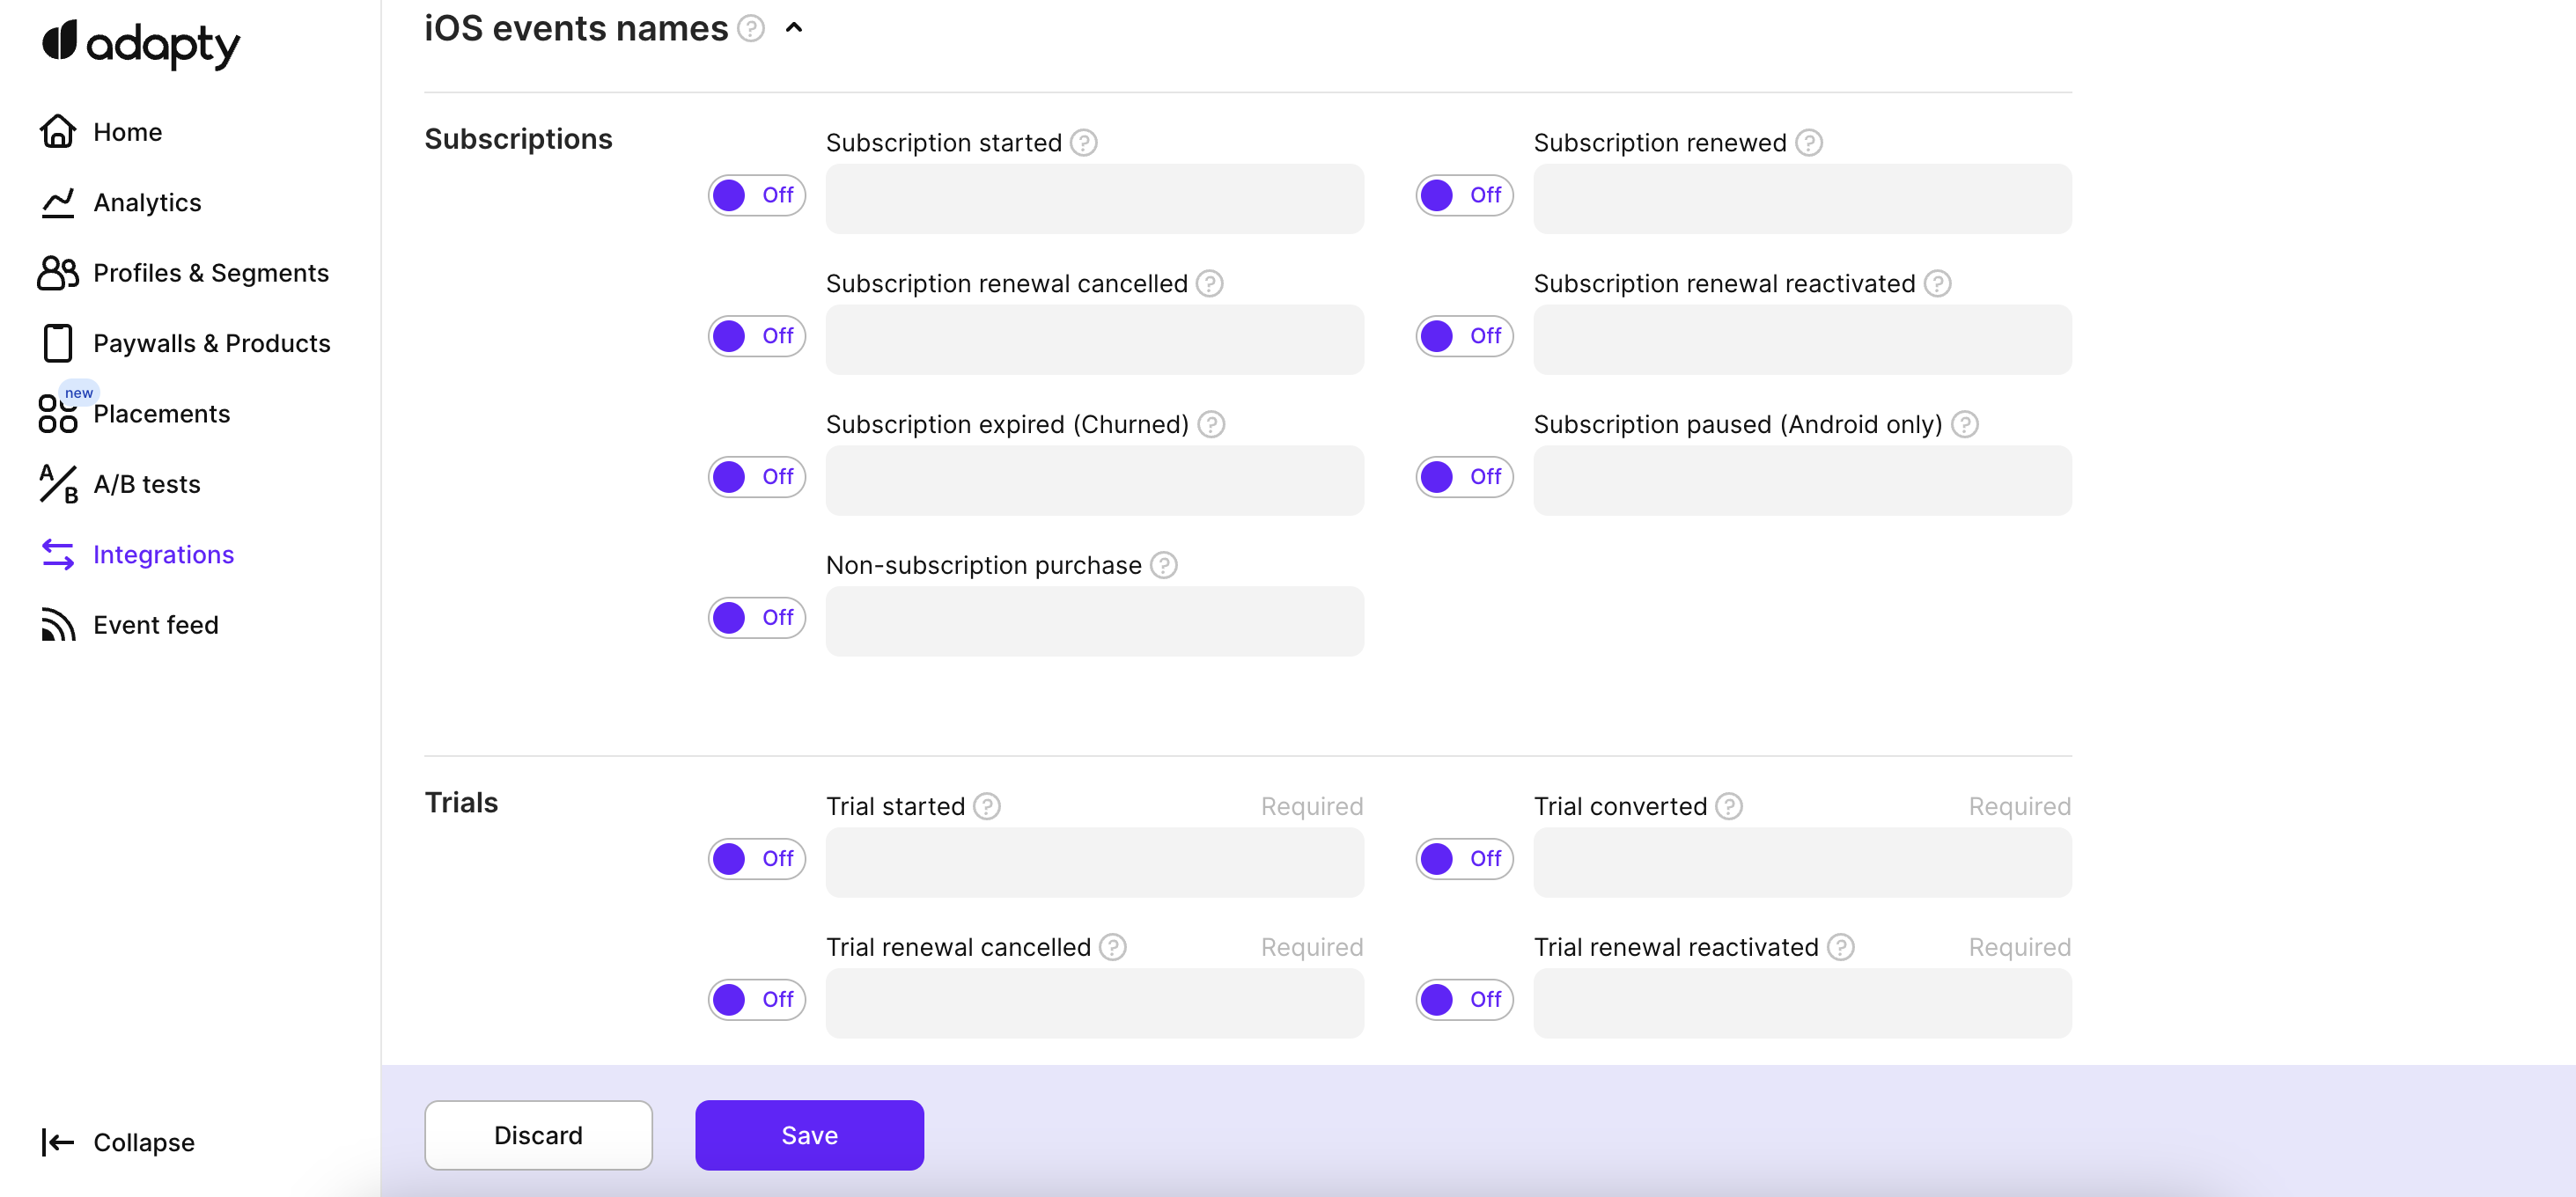 adapty
Home
Analytics
Profiles & Segments
Paywalls & Products
new
Placements
A/B tests
Integrations
Event feed
Collapse
iOS events names ?
Subscriptions
Subscription started ?
Off
Subscription renewed ?
Off
Subscription renewal cancelled ?
Off
Subscription renewal reactivated ?
Off
Subscription expired (Churned) ?
Off
Subscription paused (Android only) ?
Off
Non-subscription purchase ?
Off
Trials
Trial started ? Required
Off
Trial converted ? Required
Off
Trial renewal cancelled ? Required
Off
Trial renewal reactivated ? Required
Off
Discard
Save